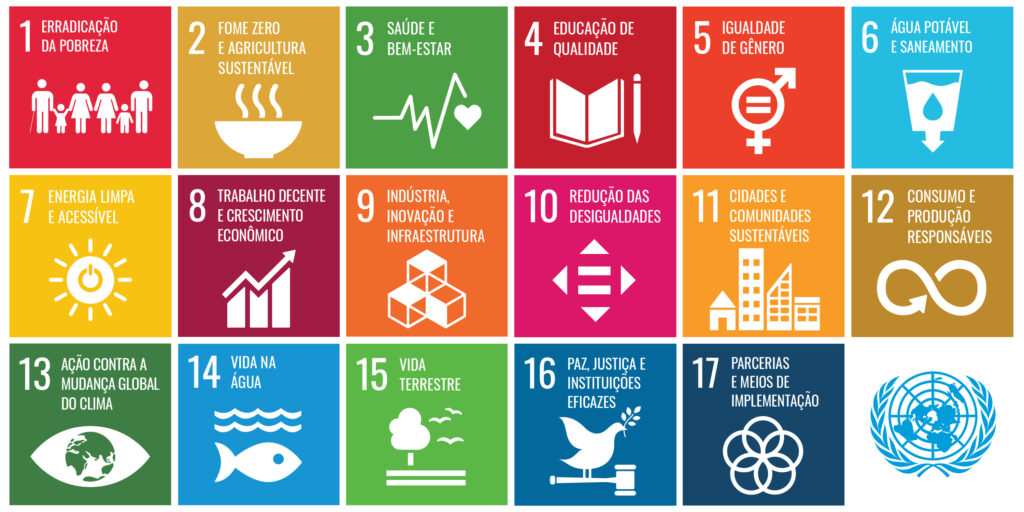 1 ERRADICAÇÃO
DA POBREZA
2 FOME ZERO
E AGRICULTURA
SUSTENTÁVEL
3 SAÚDE E
BEM-ESTAR
4 EDUCAÇÃO DE
QUALIDADE
5 IGUALDADE
DE GÊNERO
6 ÁGUA POTÁVEL
E SANEAMENTO
7 ENERGIA LIMPA
E ACESSÍVEL
8 TRABALHO DECENTE
E CRESCIMENTO
ECONÔMICO
9 INDÚSTRIA,
INOVAÇÃO E
INFRAESTRUTURA
10 REDUÇÃO DAS
DESIGUALDADES
11 CIDADES E
COMUNIDADES
SUSTENTÁVEIS
12 CONSUMO E
PRODUÇÃO
RESPONSÁVEIS
13 AÇÃO CONTRA A
MUDANÇA GLOBAL
DO CLIMA
14 VIDA NA
ÁGUA
15 VIDA
TERRESTRE
16 PAZ, JUSTIÇA E
INSTITUIÇÕES
EFICAZES
17 PARCERIAS
E MEIOS DE
IMPLEMENTAÇÃO